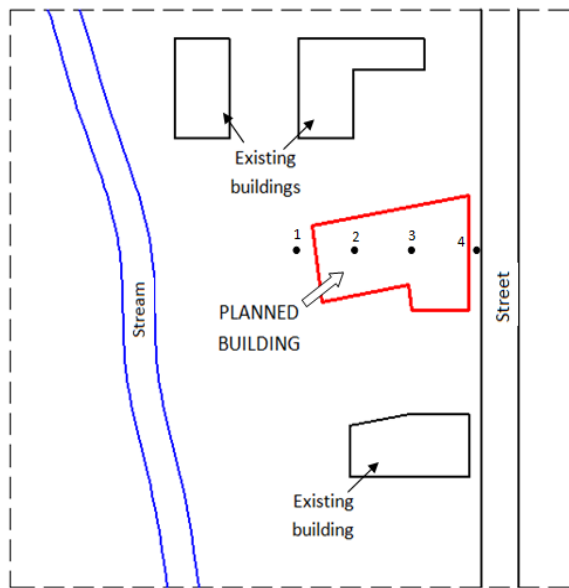 Existing
buildings
1
2
3
4
PLANNED
BUILDING
Stream
Street
Existing
building